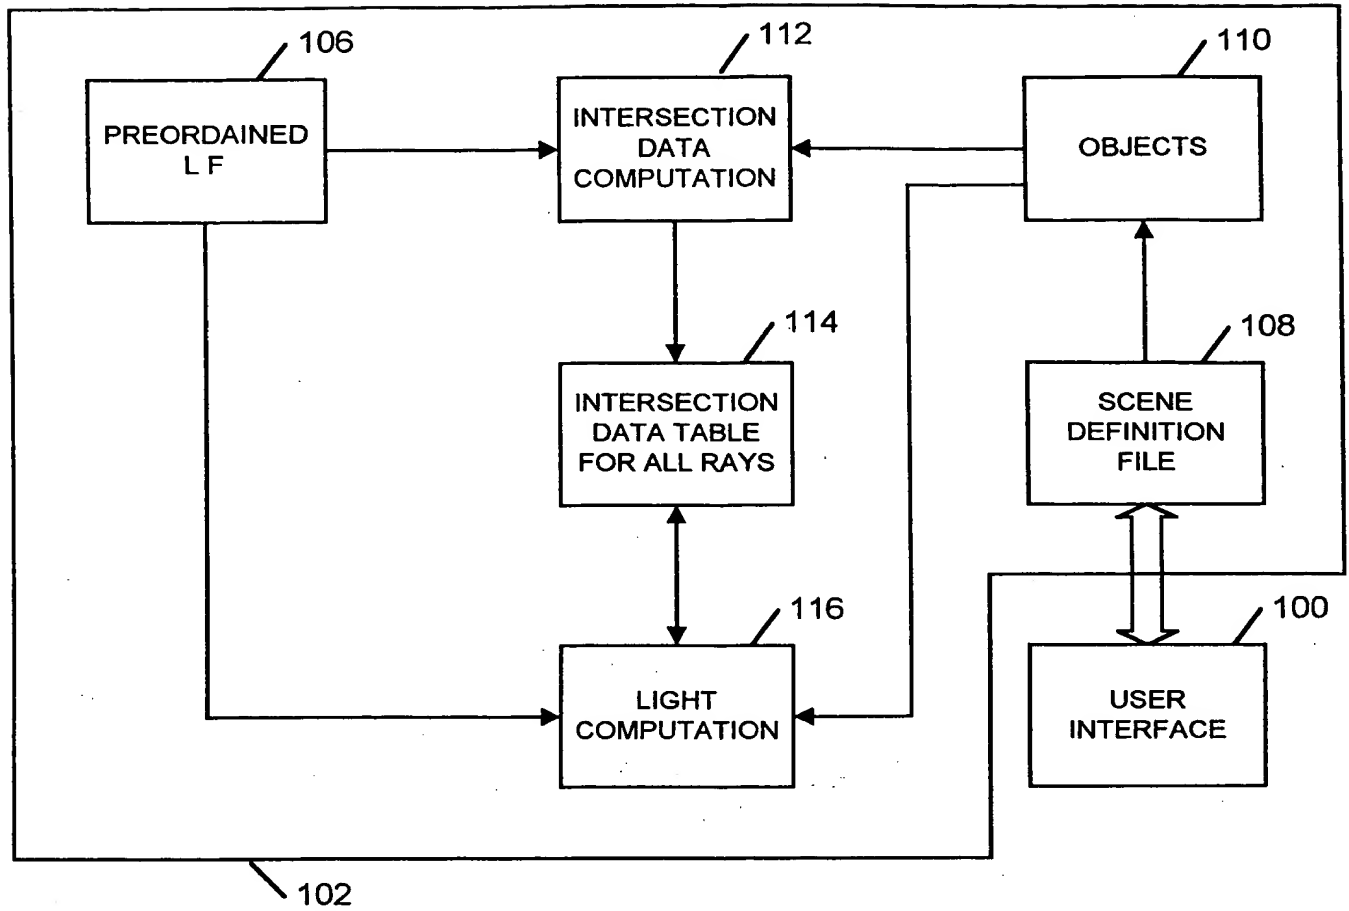 106
PREORDAINED
L F
112
INTERSECTION
DATA
COMPUTATION
110
OBJECTS
114
INTERSECTION
DATA TABLE
FOR ALL RAYS
108
SCENE
DEFINITION
FILE
116
LIGHT
COMPUTATION
100
USER
INTERFACE
102